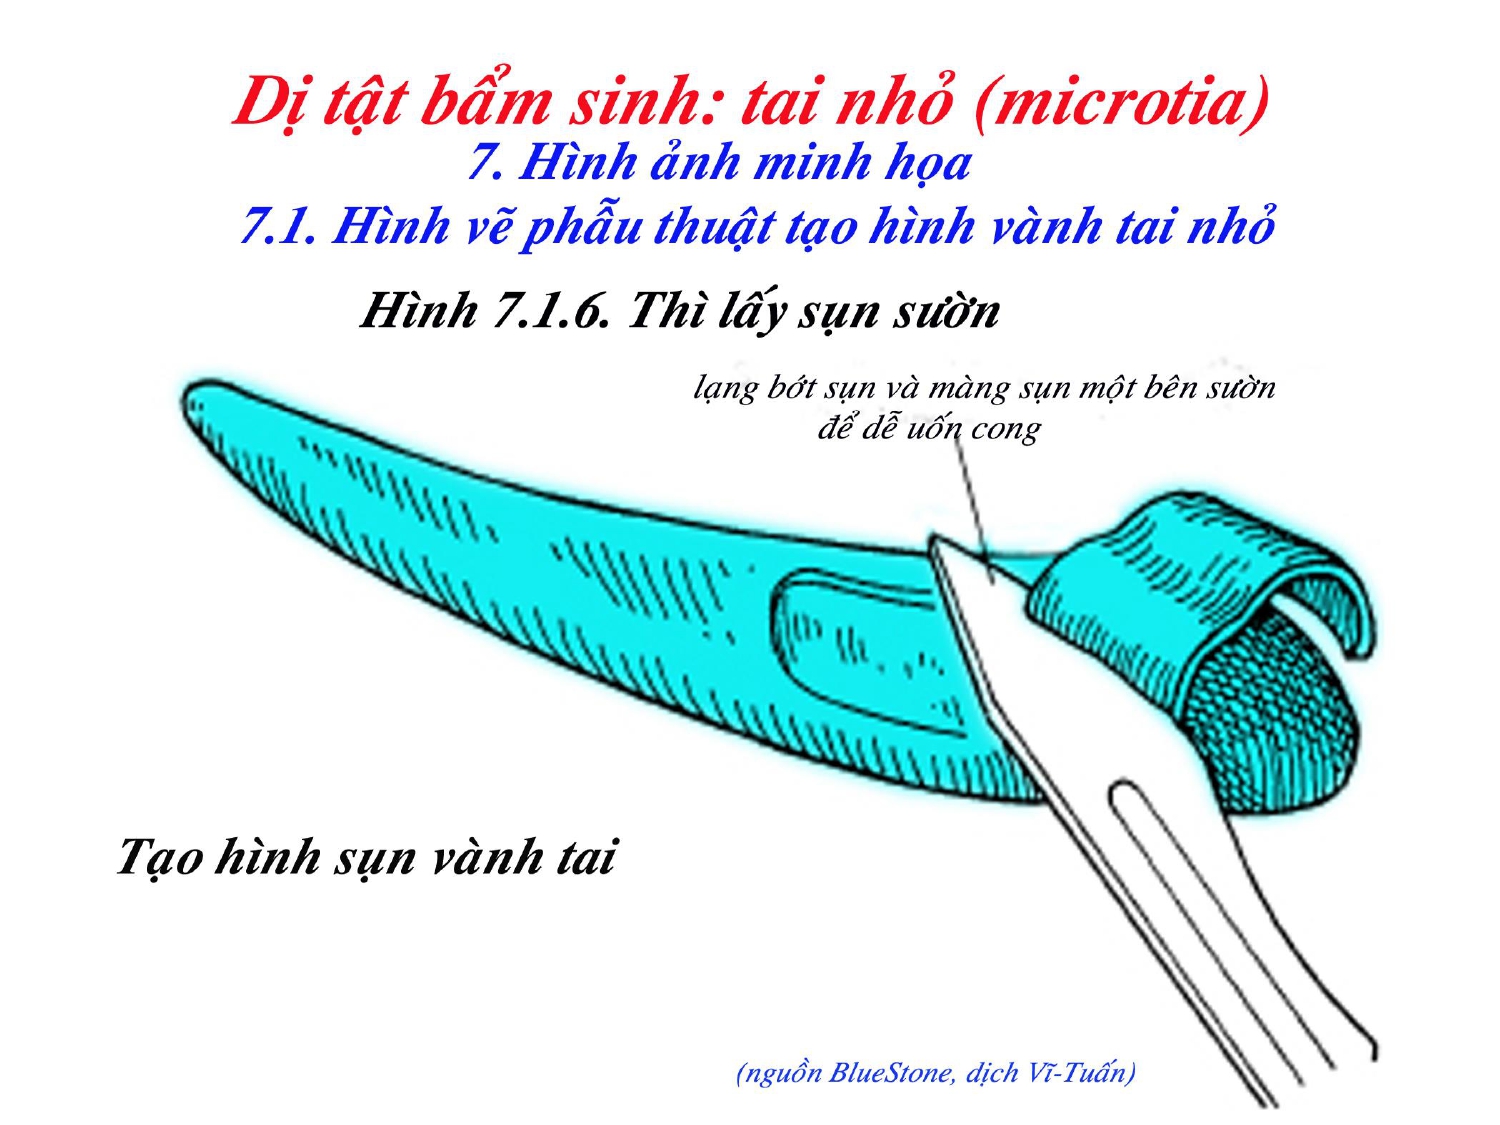 Dị tật bẩm sinh: tai nhỏ (microtia)
7. Hình ảnh minh họa
7.1. Hình vẽ phẫu thuật tạo hình vành tai nhỏ
Hình 7.1.6. Thì lấy sụn sườn
lạng bớt sụn và màng sụn một bên sườn
để dễ uốn cong
Tạo hình sụn vành tai
(nguồn BlueStone, dịch Vĩ-Tuấn)